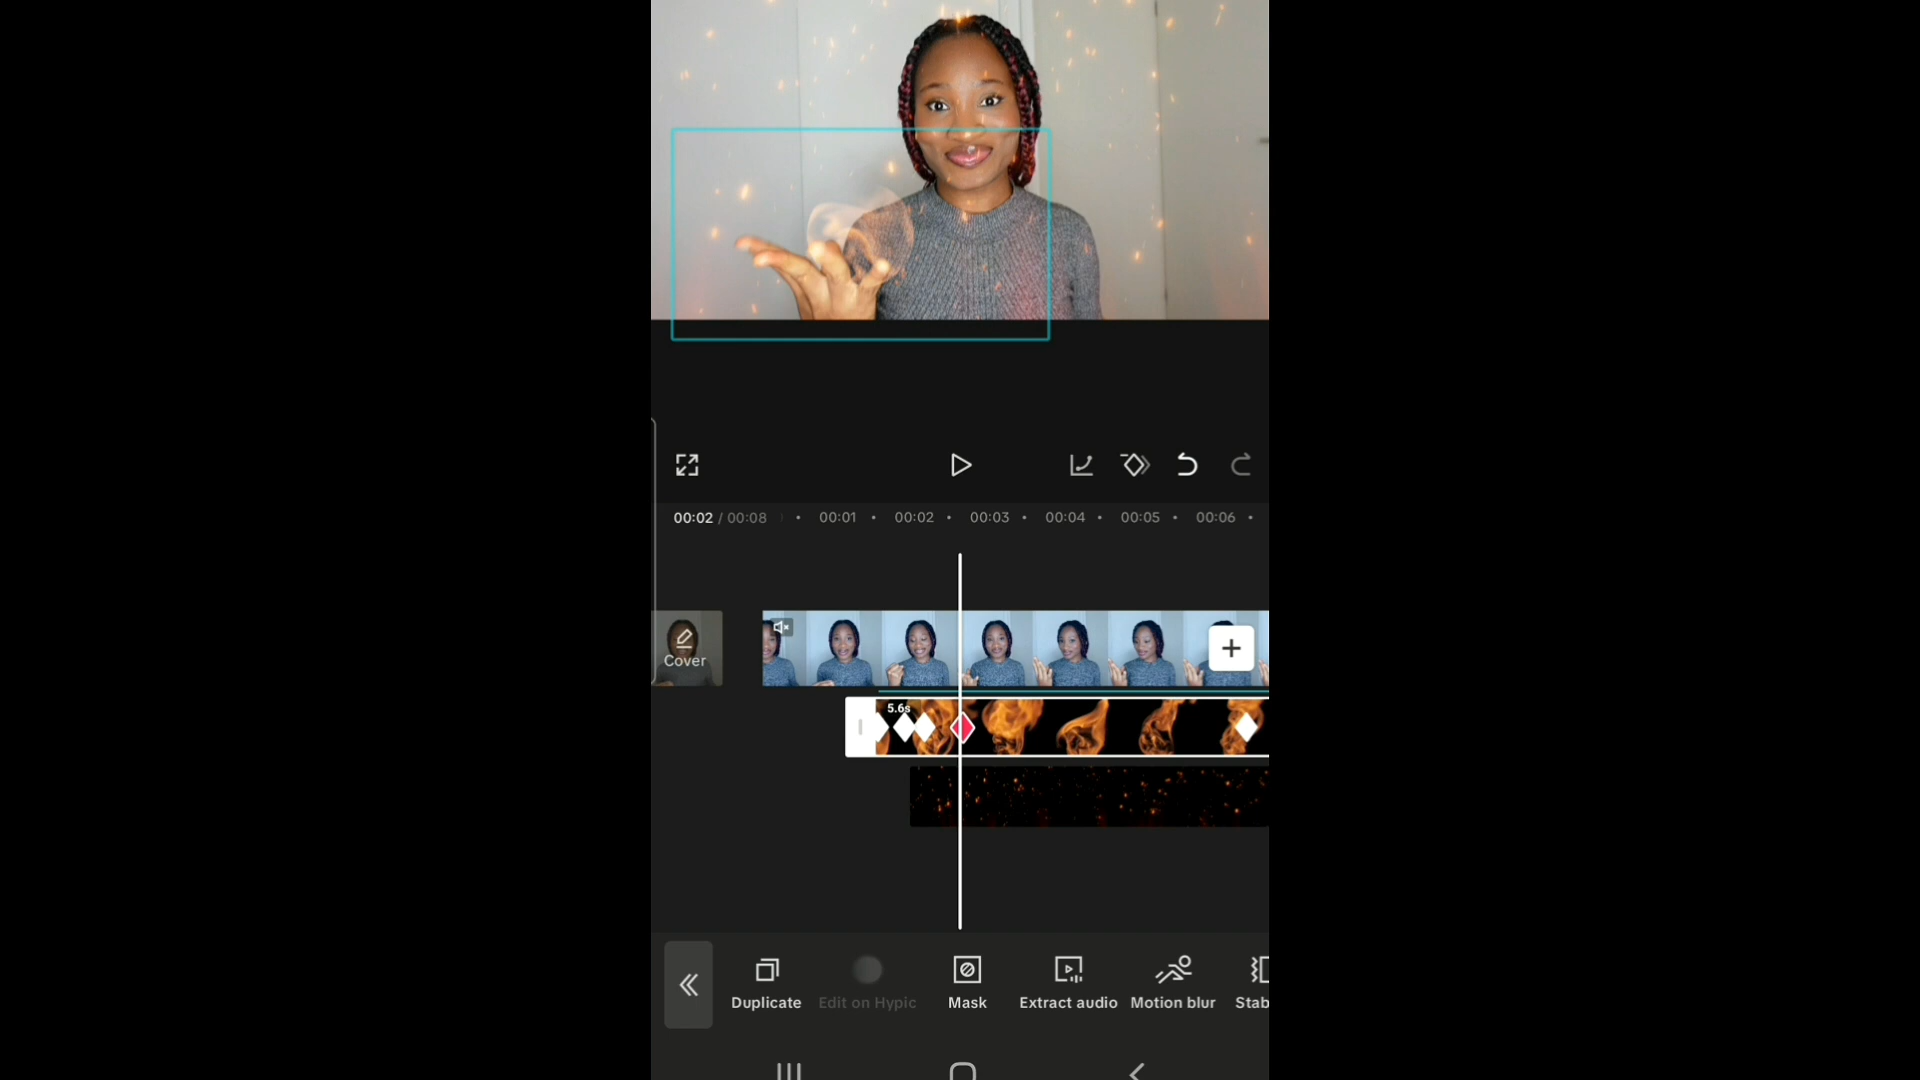 00:02 / 00:08 00:01 00:02 00:03 00:04 00:05 00:06
Cover
5.6s
Duplicate Edit on Hypic Mask Extract audio Motion blur Stab